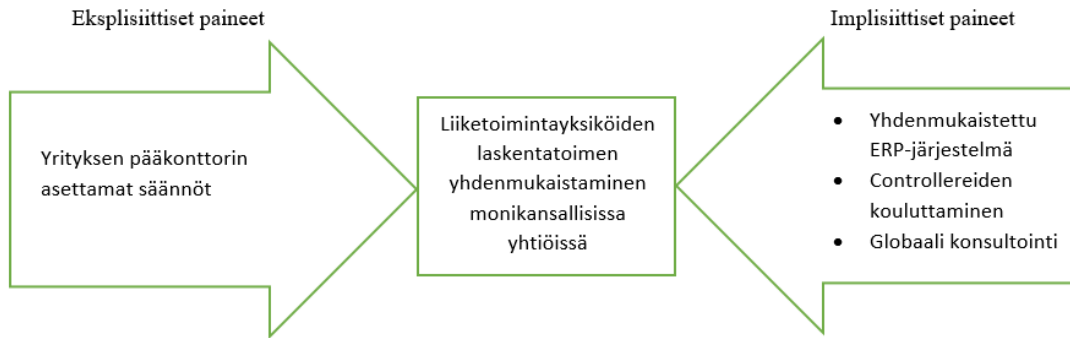 Eksplisiittiset paineet
Implisiittiset paineet
Yrityksen pääkonttorin
asettamat säännöt
Liiketoimintayksiköiden
laskentatoimen
yhdenmukaistaminen
monikansallisissa
yhtiöissä
• Yhdenmukaistettu
ERP-järjestelmä
• Controllereiden
kouluttaminen
• Globaali konsultointi